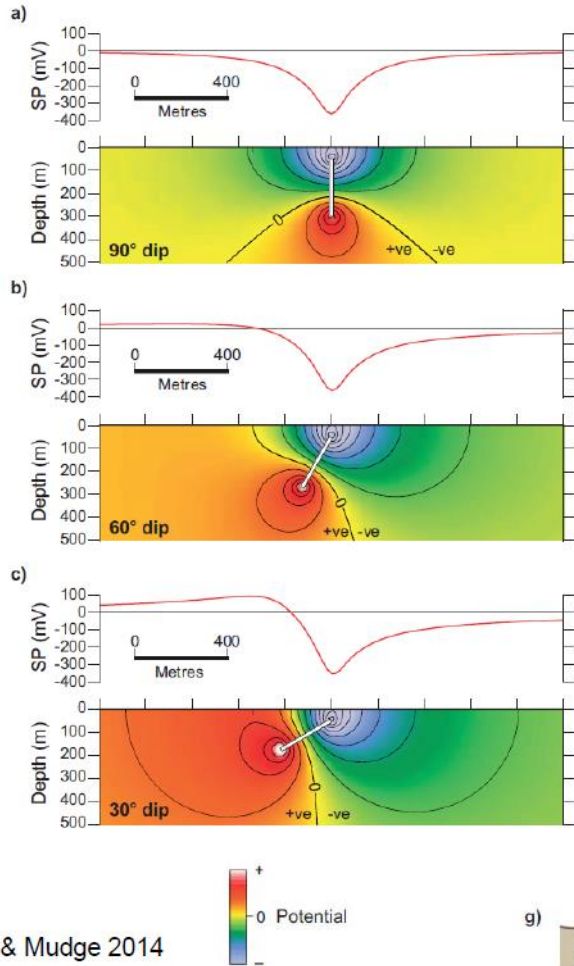 a)
100
0
-100
-200
-300
-400
SP (mV)
0 400
Metres
0
100
200
300
400
500
Depth (m)
0
90° dip
+ve -ve
b)
100
0
-100
-200
-300
-400
SP (mV)
0 400
Metres
0
100
200
300
400
500
Depth (m)
0
60° dip
+ve -ve
c)
100
0
-100
-200
-300
-400
SP (mV)
0 400
Metres
0
100
200
300
400
500
Depth (m)
0
30° dip
+ve -ve
+
0 Potential
–
g)
& Mudge 2014